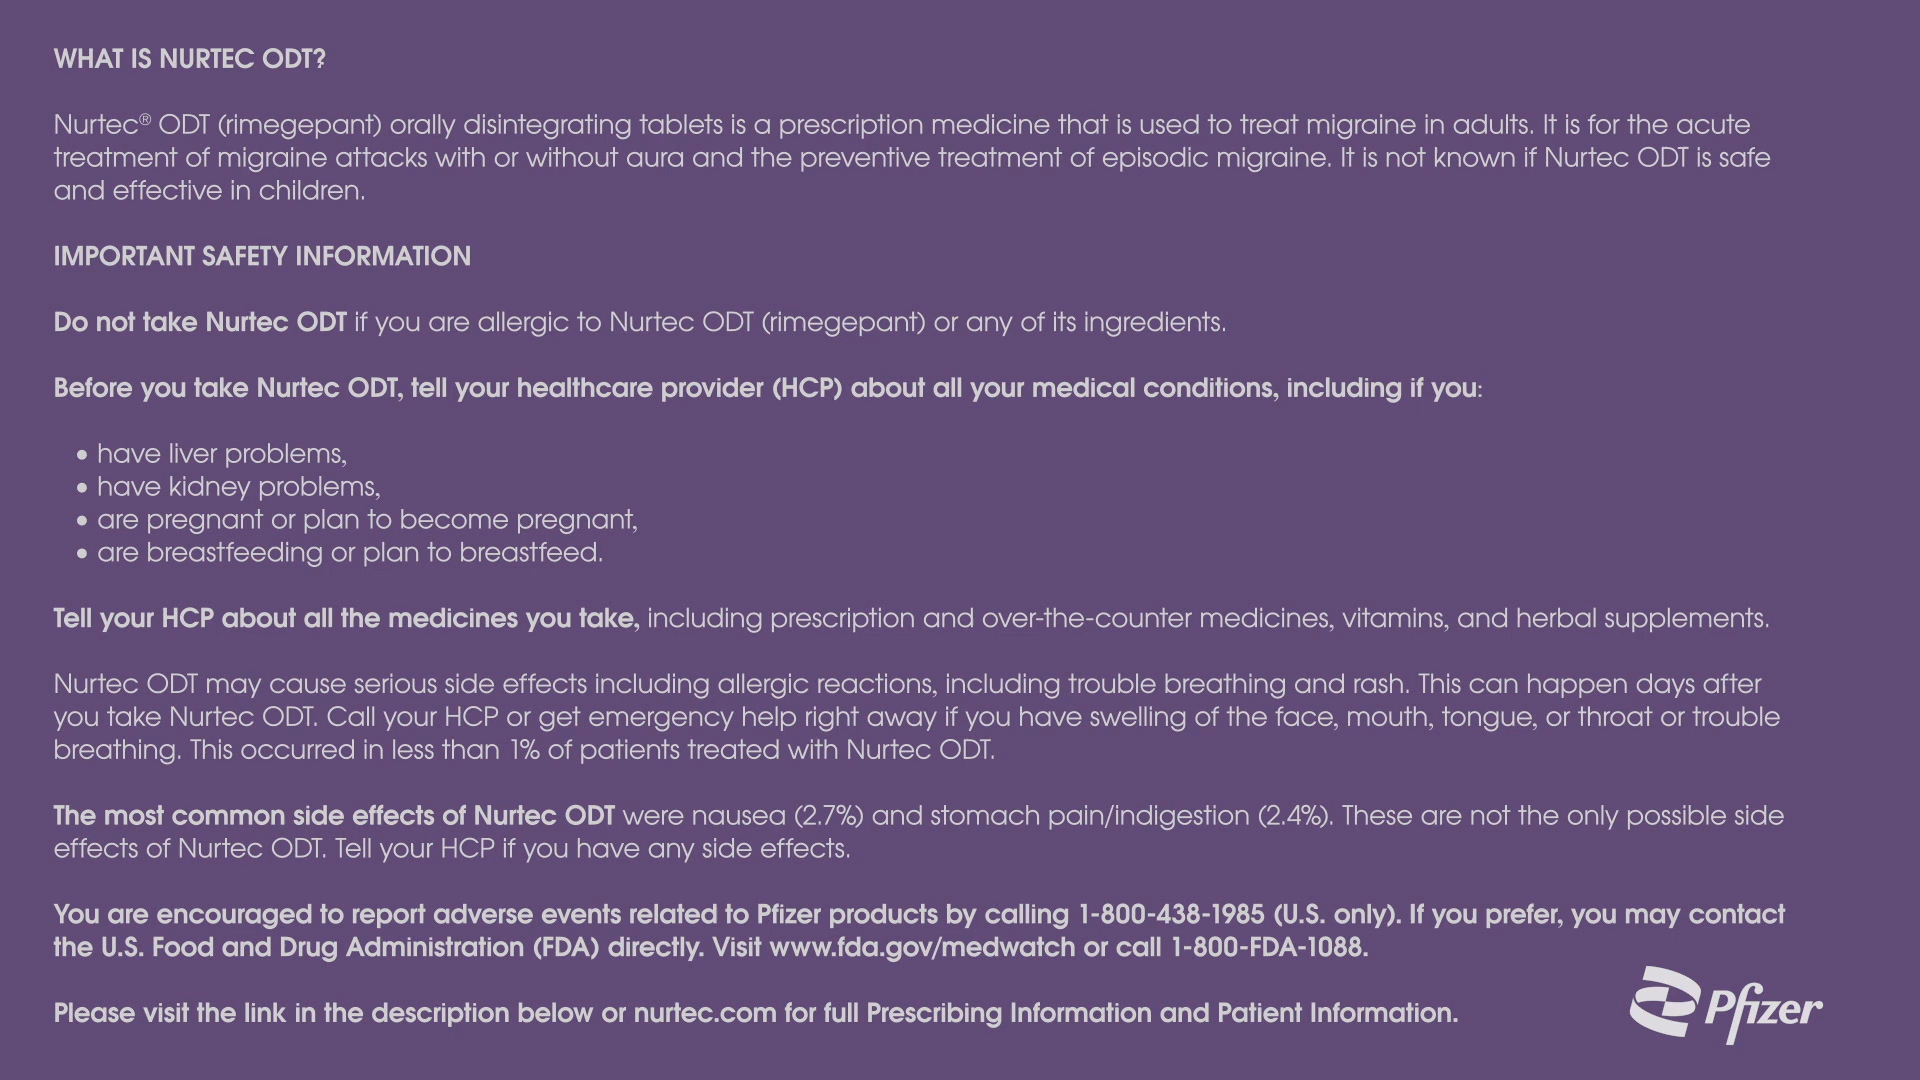 WHAT IS NURTEC ODT?
Nurtec® ODT (rimegepant) orally disintegrating tablets is a prescription medicine that is used to treat migraine in adults. It is for the acute
treatment of migraine attacks with or without aura and the preventive treatment of episodic migraine. It is not known if Nurtec ODT is safe
and effective in children.
IMPORTANT SAFETY INFORMATION
Do not take Nurtec ODT if you are allergic to Nurtec ODT (rimegepant) or any of its ingredients.
Before you take Nurtec ODT, tell your healthcare provider (HCP) about all your medical conditions, including if you:
• have liver problems,
• have kidney problems,
• are pregnant or plan to become pregnant,
• are breastfeeding or plan to breastfeed.
Tell your HCP about all the medicines you take, including prescription and over-the-counter medicines, vitamins, and herbal supplements.
Nurtec ODT may cause serious side effects including allergic reactions, including trouble breathing and rash. This can happen days after
you take Nurtec ODT. Call your HCP or get emergency help right away if you have swelling of the face, mouth, tongue, or throat or trouble
breathing. This occurred in less than 1% of patients treated with Nurtec ODT.
The most common side effects of Nurtec ODT were nausea (2.7%) and stomach pain/indigestion (2.4%). These are not the only possible side
effects of Nurtec ODT. Tell your HCP if you have any side effects.
You are encouraged to report adverse events related to Pfizer products by calling 1-800-438-1985 (U.S. only). If you prefer, you may contact
the U.S. Food and Drug Administration (FDA) directly. Visit www.fda.gov/medwatch or call 1-800-FDA-1088.
Please visit the link in the description below or nurtec.com for full Prescribing Information and Patient Information.
Pfizer